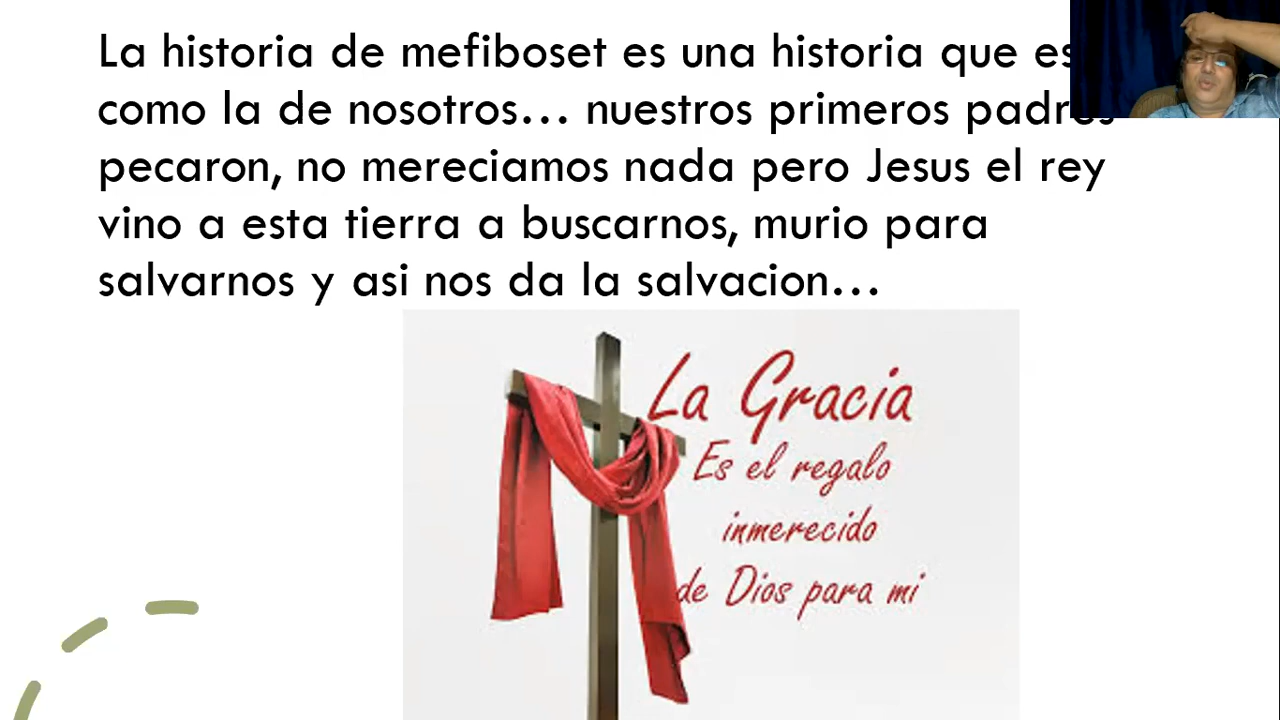 La historia de mefiboset es una historia que es
como la de nosotros... nuestros primeros padres
pecaron, no mereciamos nada pero Jesus el rey
vino a esta tierra a buscarnos, murio para
salvarnos y asi nos da la salvacion...
La Gracia
Es el regalo
inmerecido
de Dios para mi